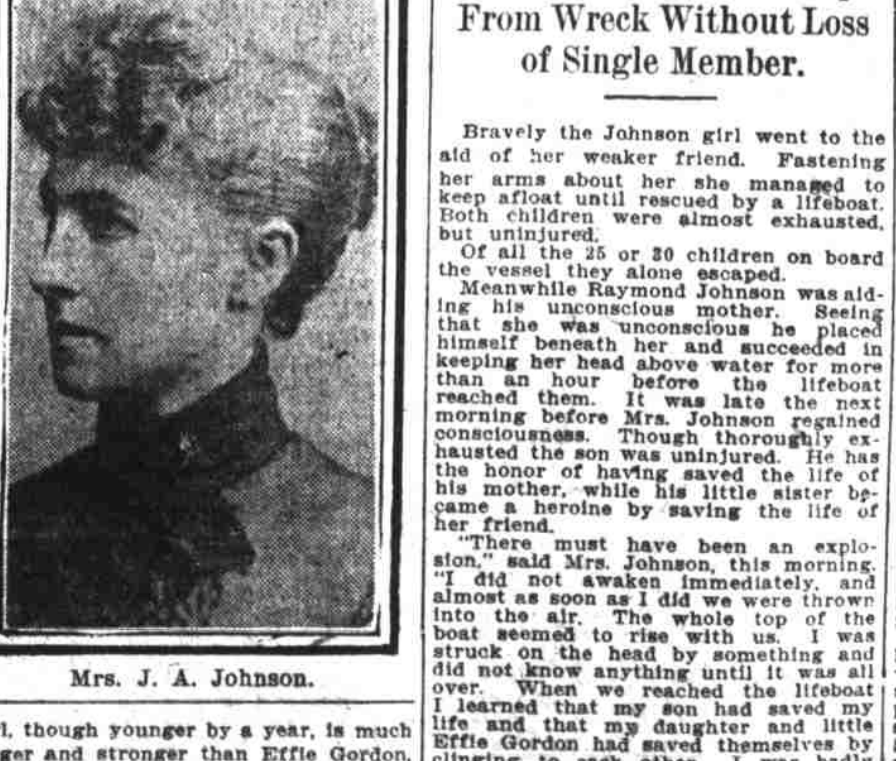 Mrs. J. A. Johnson.
l, though younger by a year, is much
ger and stronger than Effie Gordon.
From Wreck Without Loss
of Single Member.
Bravely the Johnson girl went to the
aid of her weaker friend. Fastening
her arms about her she managed to
keep afloat until rescued by a lifeboat.
Both children were almost exhausted,
but uninjured.
Of all the 25 or 30 children on board
the vessel they alone escaped.
Meanwhile Raymond Johnson was aid-
ing his unconscious mother. Seeing
that she was unconscious he placed
himself beneath her and succeeded in
keeping her head above water for more
than an hour before the lifeboat
reached them. It was late the next
morning before Mrs. Johnson regained
consciousness. Though thoroughly ex-
hausted the son was uninjured. He has
the honor of having saved the life of
his mother, while his little sister be-
came a heroine by saving the life of
her friend.
"There must have been an explo-
sion," said Mrs. Johnson, this morning.
"I did not awaken immediately, and
almost as soon as I did we were thrown
into the air. The whole top of the
boat seemed to rise with us. I was
struck on the head by something and
did not know anything until it was all
over. When we reached the lifeboat
I learned that my son had saved my
life and that my daughter and little
Effie Gordon had saved themselves by
clinging to each other. I was badly